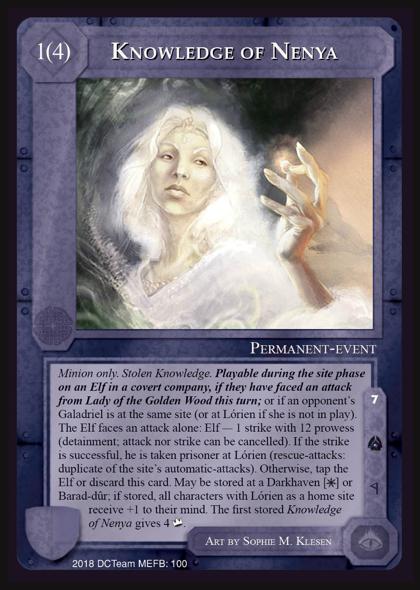 1(4)
KNOWLEDGE OF NENYA
PERMANENT-EVENT
Minion only. Stolen Knowledge. Playable during the site phase
on an Elf in a covert company, if they have faced an attack
from Lady of the Golden Wood this turn; or if an opponent's
Galadriel is at the same site (or at Lórien if she is not in play).
The Elf faces an attack alone: Elf — 1 strike with 12 prowess
(detainment; attack nor strike can be cancelled). If the strike
is successful, he is taken prisoner at Lórien (rescue-attacks:
duplicate of the site's automatic-attacks). Otherwise, tap the
Elf or discard this card. May be stored at a Darkhaven [☀] or
Barad-dûr; if stored, all characters with Lórien as a home site
receive +1 to their mind. The first stored Knowledge
of Nenya gives 4.
7
ART BY SOPHIE M. KLESEN
2018 DCTeam MEFB: 100